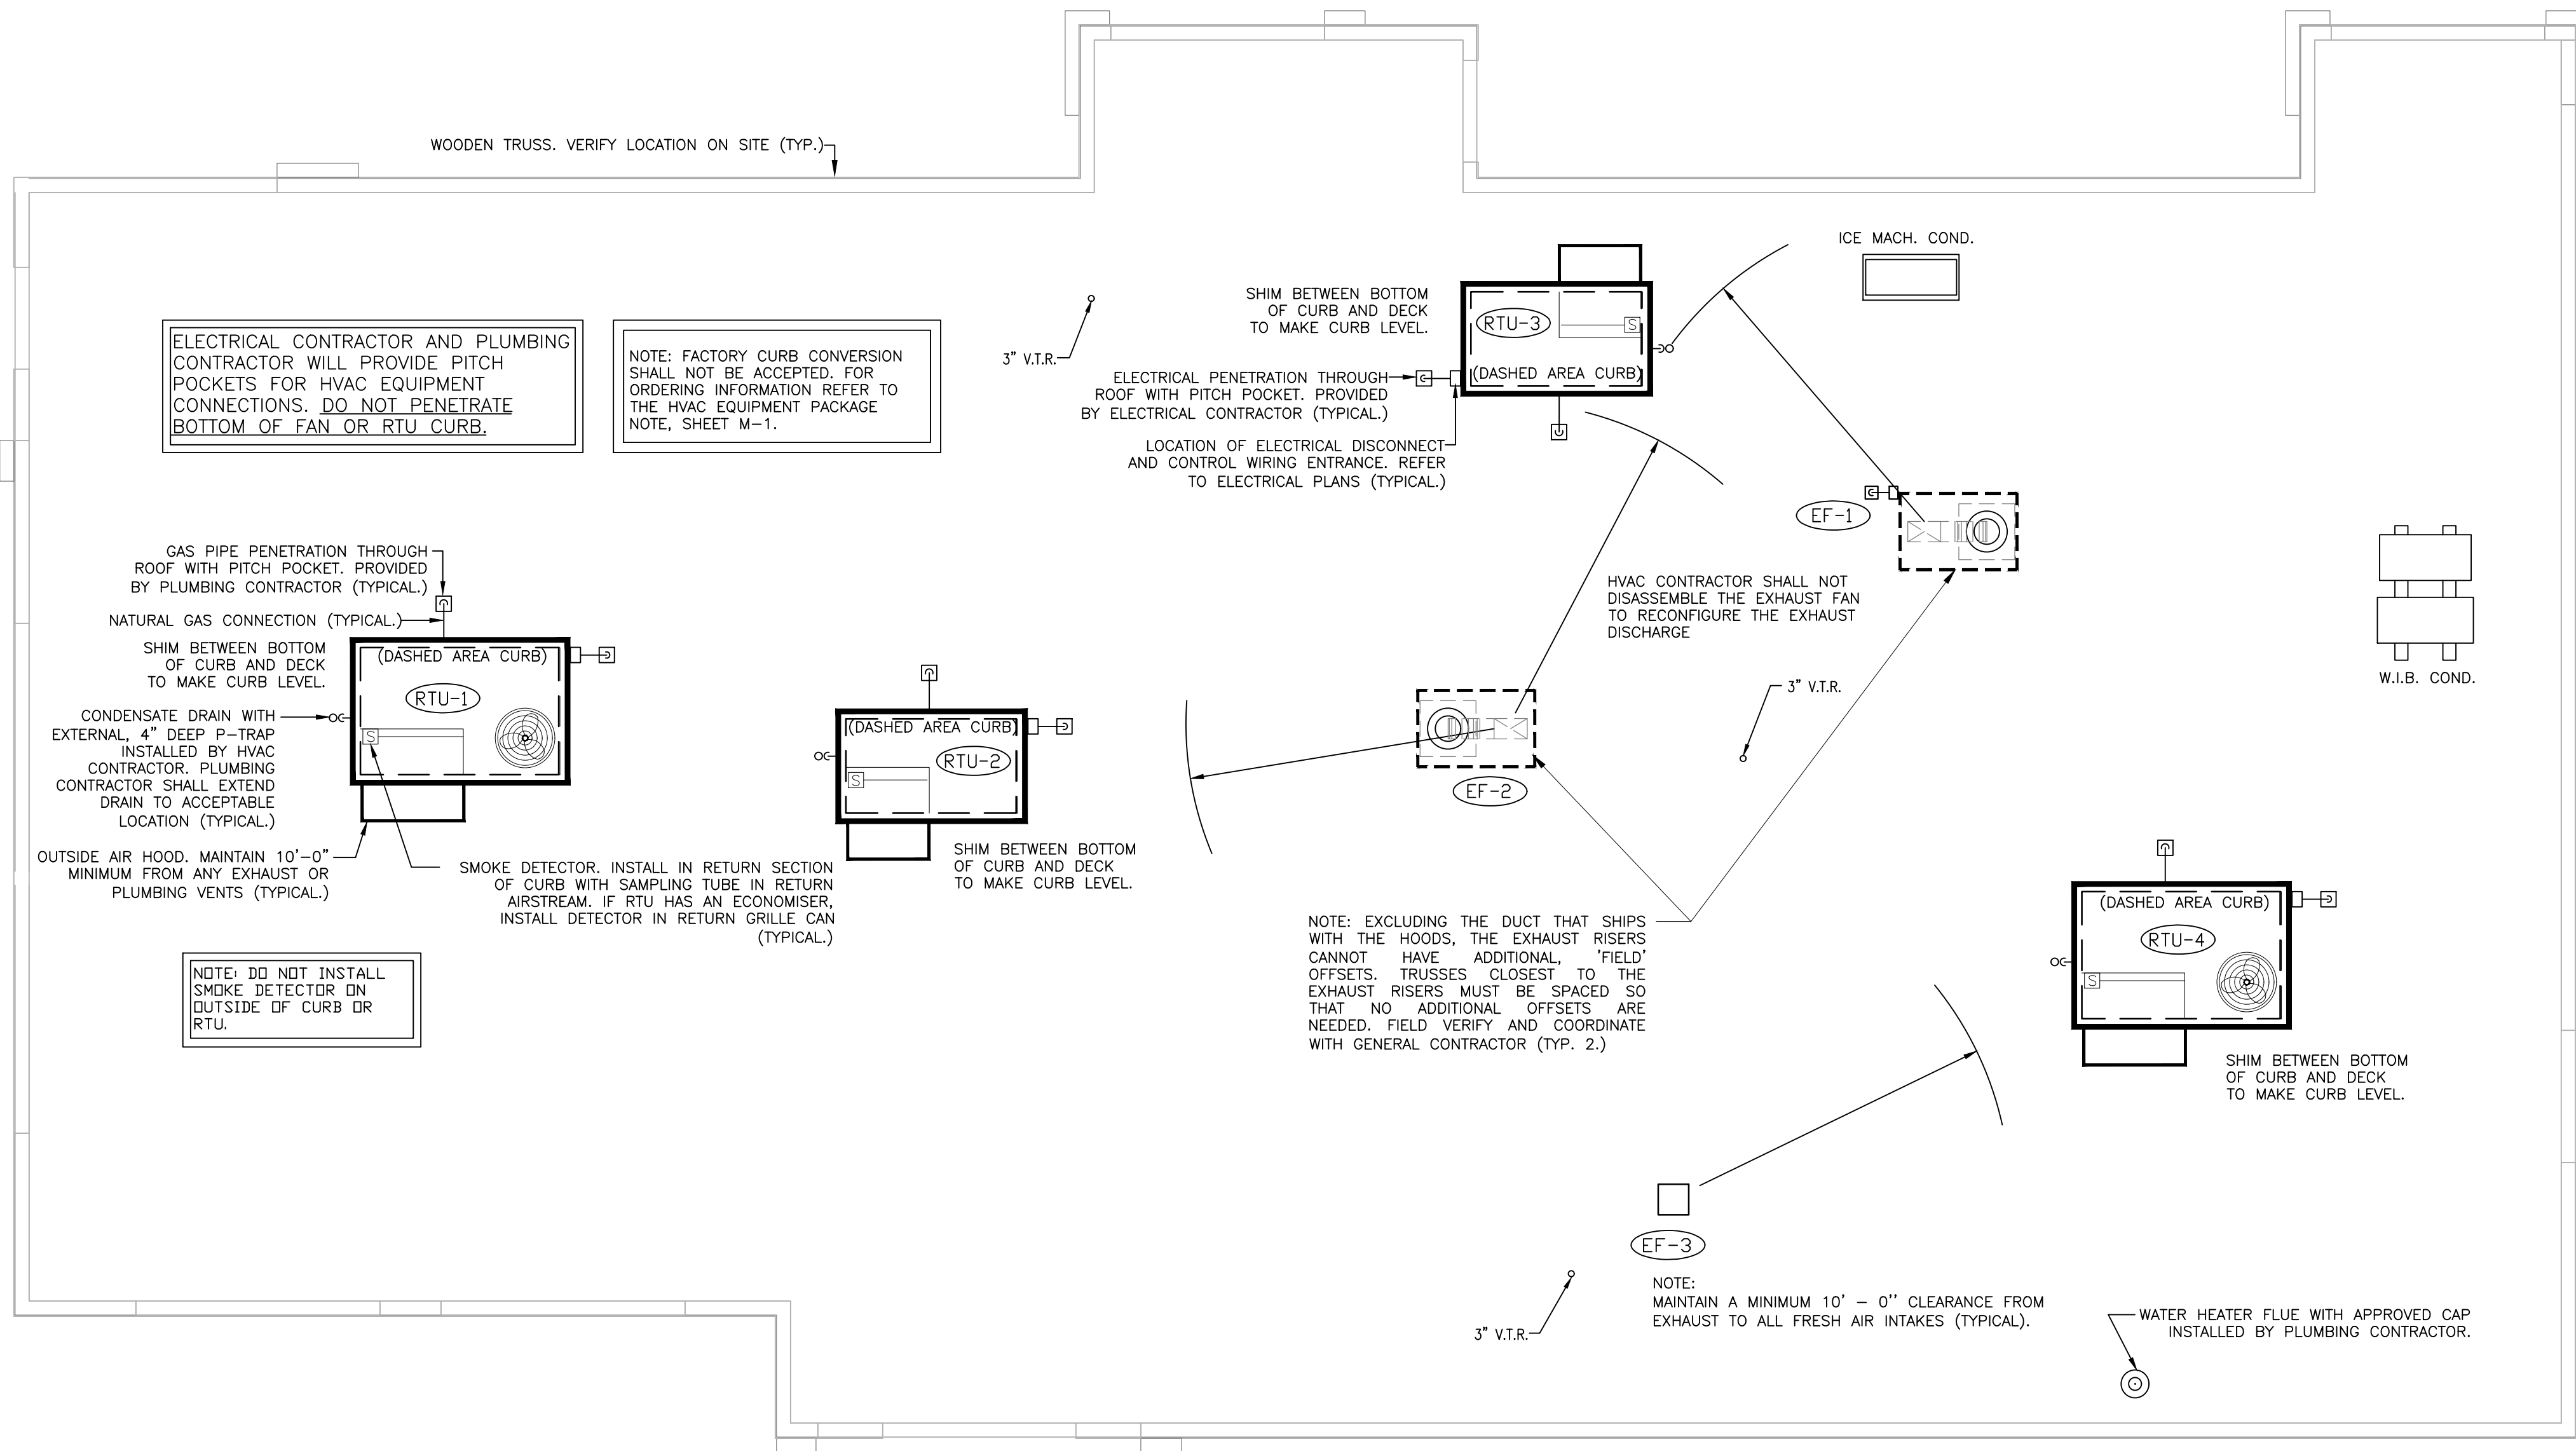 WOODEN TRUSS. VERIFY LOCATION ON SITE (TYP.)
ELECTRICAL CONTRACTOR AND PLUMBING
CONTRACTOR WILL PROVIDE PITCH
POCKETS FOR HVAC EQUIPMENT
CONNECTIONS. DO NOT PENETRATE
BOTTOM OF FAN OR RTU CURB.
NOTE: FACTORY CURB CONVERSION
SHALL NOT BE ACCEPTED. FOR
ORDERING INFORMATION REFER TO
THE HVAC EQUIPMENT PACKAGE
NOTE, SHEET M-1.
3" V.T.R.
SHIM BETWEEN BOTTOM
OF CURB AND DECK
TO MAKE CURB LEVEL.
ELECTRICAL PENETRATION THROUGH
ROOF WITH PITCH POCKET. PROVIDED
BY ELECTRICAL CONTRACTOR (TYPICAL.)
LOCATION OF ELECTRICAL DISCONNECT
AND CONTROL WIRING ENTRANCE. REFER
TO ELECTRICAL PLANS (TYPICAL.)
RTU-3
S
(DASHED AREA CURB)
ICE MACH. COND.
EF-1
HVAC CONTRACTOR SHALL NOT
DISASSEMBLE THE EXHAUST FAN
TO RECONFIGURE THE EXHAUST
DISCHARGE
W.I.B. COND.
GAS PIPE PENETRATION THROUGH
ROOF WITH PITCH POCKET. PROVIDED
BY PLUMBING CONTRACTOR (TYPICAL.)
NATURAL GAS CONNECTION (TYPICAL.)
SHIM BETWEEN BOTTOM
OF CURB AND DECK
TO MAKE CURB LEVEL.
CONDENSATE DRAIN WITH
EXTERNAL, 4" DEEP P-TRAP
INSTALLED BY HVAC
CONTRACTOR. PLUMBING
CONTRACTOR SHALL EXTEND
DRAIN TO ACCEPTABLE
LOCATION (TYPICAL.)
OUTSIDE AIR HOOD. MAINTAIN 10'-0"
MINIMUM FROM ANY EXHAUST OR
PLUMBING VENTS (TYPICAL.)
(DASHED AREA CURB)
RTU-1
S
SMOKE DETECTOR. INSTALL IN RETURN SECTION
OF CURB WITH SAMPLING TUBE IN RETURN
AIRSTREAM. IF RTU HAS AN ECONOMISER,
INSTALL DETECTOR IN RETURN GRILLE CAN
(TYPICAL.)
NOTE: DO NOT INSTALL
SMOKE DETECTOR ON
OUTSIDE OF CURB OR
RTU.
(DASHED AREA CURB)
RTU-2
S
SHIM BETWEEN BOTTOM
OF CURB AND DECK
TO MAKE CURB LEVEL.
EF-2
3" V.T.R.
NOTE: EXCLUDING THE DUCT THAT SHIPS
WITH THE HOODS, THE EXHAUST RISERS
CANNOT HAVE ADDITIONAL, 'FIELD'
OFFSETS. TRUSSES CLOSEST TO THE
EXHAUST RISERS MUST BE SPACED SO
THAT NO ADDITIONAL OFFSETS ARE
NEEDED. FIELD VERIFY AND COORDINATE
WITH GENERAL CONTRACTOR (TYP. 2.)
(DASHED AREA CURB)
RTU-4
S
SHIM BETWEEN BOTTOM
OF CURB AND DECK
TO MAKE CURB LEVEL.
EF-3
NOTE:
MAINTAIN A MINIMUM 10' - 0'' CLEARANCE FROM
EXHAUST TO ALL FRESH AIR INTAKES (TYPICAL).
3" V.T.R.
WATER HEATER FLUE WITH APPROVED CAP
INSTALLED BY PLUMBING CONTRACTOR.